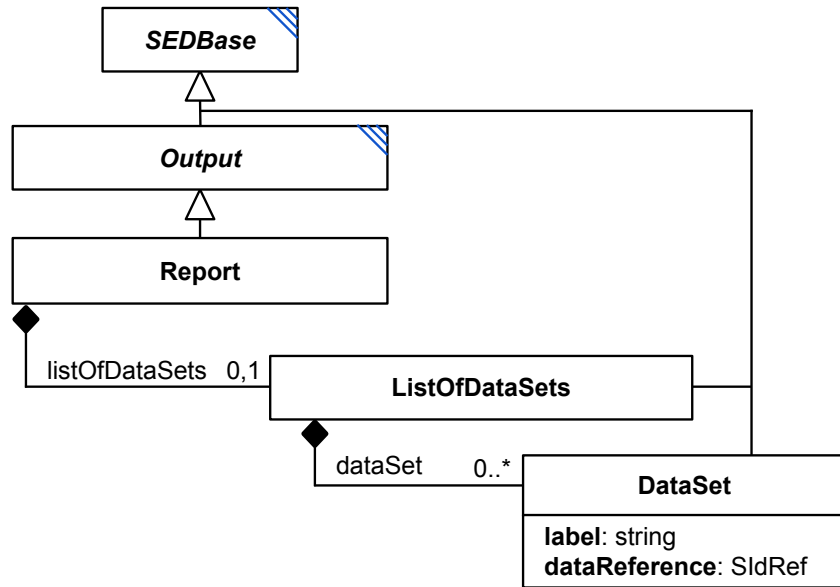 SEDBase
Output
Report
listOfDataSets 0,1
ListOfDataSets
dataSet 0..*
DataSet
label: string
dataReference: SIdRef